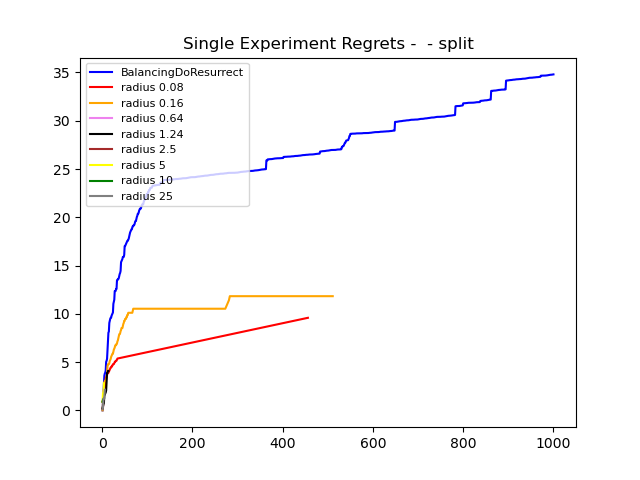 Single Experiment Regrets -  - split
BalancingDoResurrect
radius 0.08
radius 0.16
radius 0.64
radius 1.24
radius 2.5
radius 5
radius 10
radius 25
35
30
25
20
15
10
5
0
0 200 400 600 800 1000